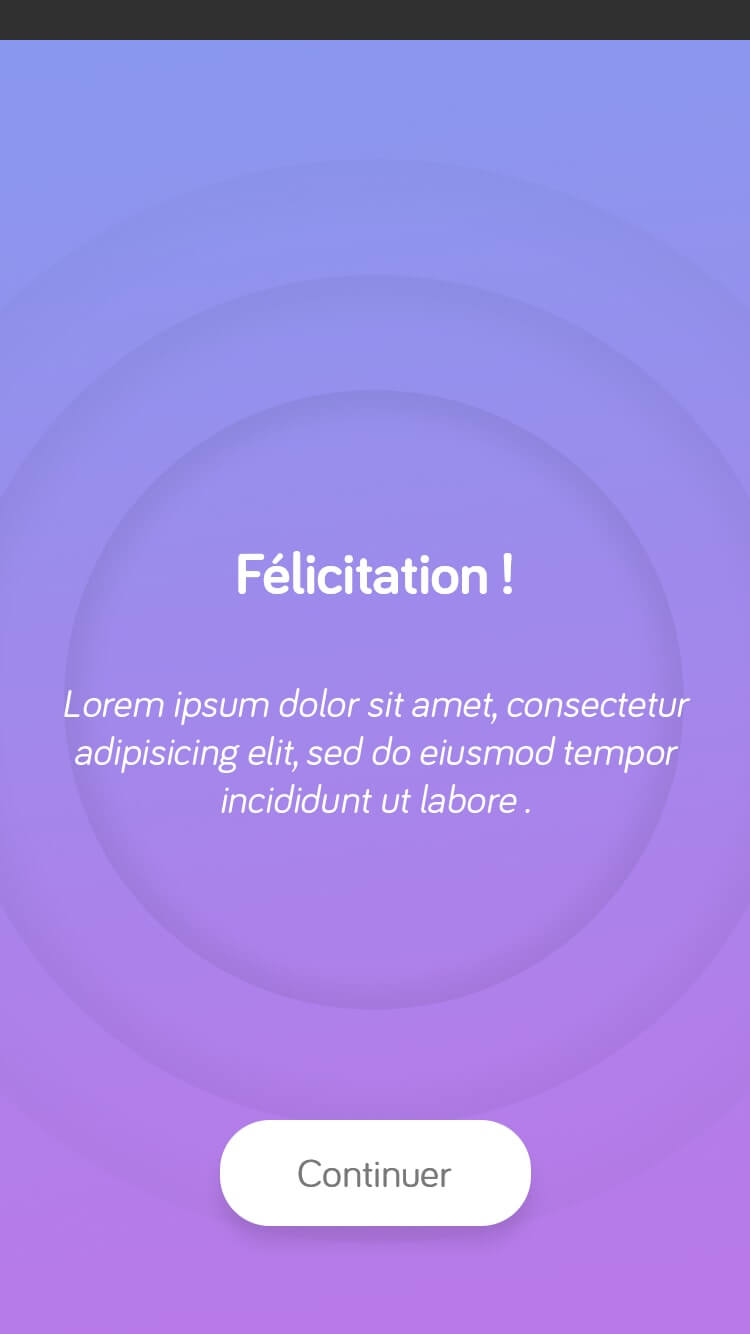 Félicitation !
Lorem ipsum dolor sit amet, consectetur
adipisicing elit, sed do eiusmod tempor
incididunt ut labore .
Continuer